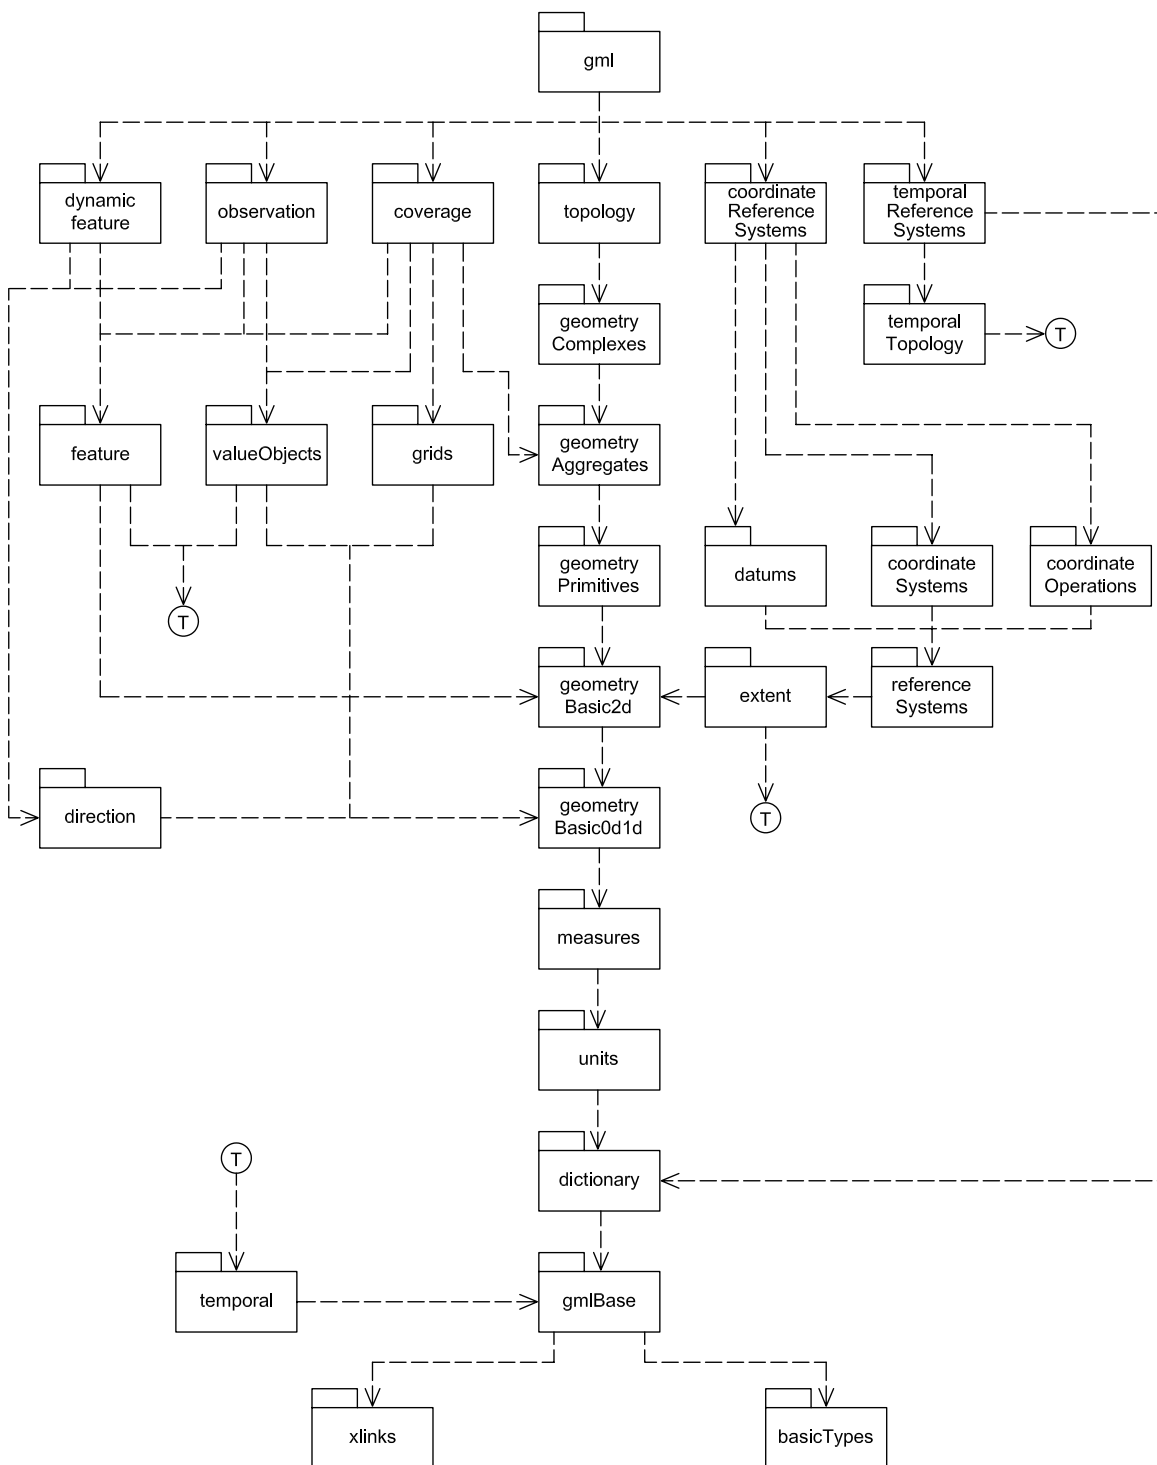 gml
dynamic
feature
observation
coverage
topology
coordinate
Reference
Systems
temporal
Reference
Systems
geometry
Complexes
temporal
Topology
T
feature
valueObjects
grids
geometry
Aggregates
geometry
Primitives
datums
coordinate
Systems
coordinate
Operations
T
geometry
Basic2d
extent
reference
Systems
direction
geometry
Basic0d1d
T
measures
units
T
dictionary
temporal
gmlBase
xlinks
basicTypes